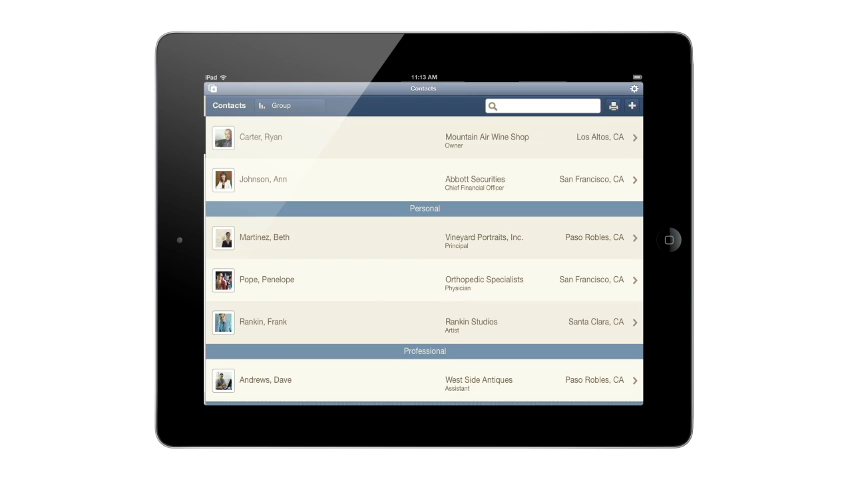 iPad
11:13 AM
Contacts
Contacts
Group
Carter, Ryan
Mountain Air Wine Shop
Owner
Los Altos, CA
Johnson, Ann
Abbott Securities
Chief Financial Officer
San Francisco, CA
Personal
Martinez, Beth
Vineyard Portraits, Inc.
Principal
Paso Robles, CA
Pope, Penelope
Orthopedic Specialists
Physician
San Francisco, CA
Rankin, Frank
Rankin Studios
Artist
Santa Clara, CA
Professional
Andrews, Dave
West Side Antiques
Assistant
Paso Robles, CA